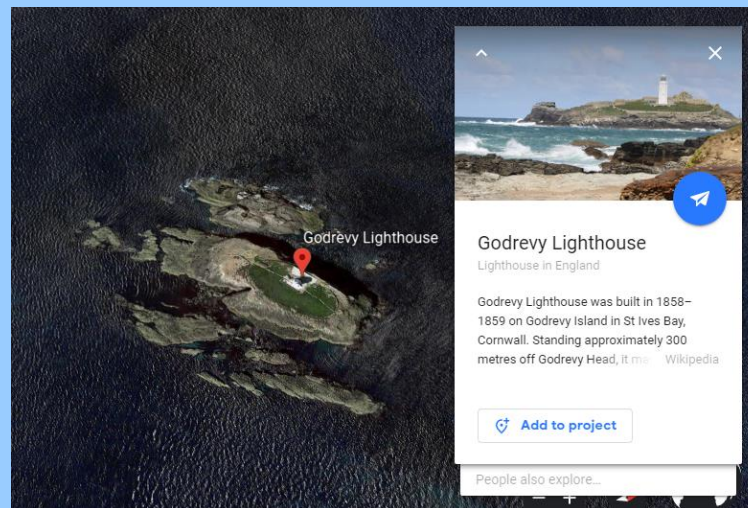 Godrevy Lighthouse
Godrevy Lighthouse
Lighthouse in England
Godrevy Lighthouse was built in 1858–
1859 on Godrevy Island in St Ives Bay,
Cornwall. Standing approximately 300
metres off Godrevy Head, it Wikipedia
Add to project
People also explore...